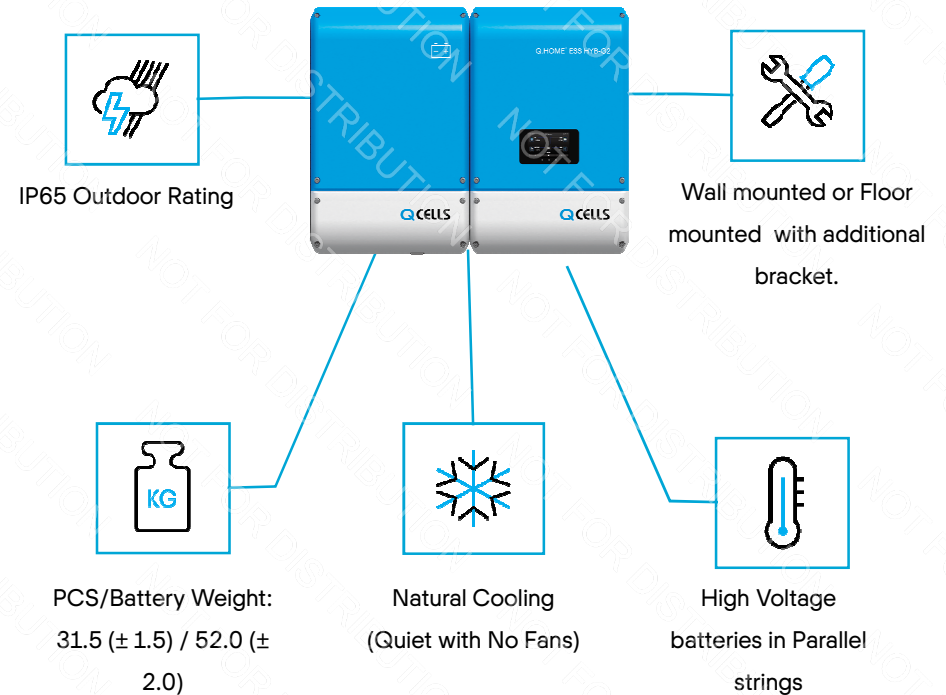 Q.HOME⁺ ESS HYB-G2
QCELLS
QCELLS
IP65 Outdoor Rating
Wall mounted or Floor
mounted with additional
bracket.
KG
PCS/Battery Weight:
31.5 (± 1.5) / 52.0 (±
2.0)
Natural Cooling
(Quiet with No Fans)
High Voltage
batteries in Parallel
strings
NOT FOR DISTRIBUTION